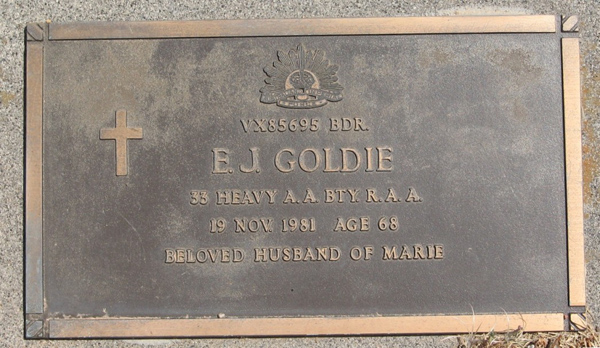 VX85695 BDR.
E. J. GOLDIE
33 HEAVY A. A. BTY. R. A. A.
19 NOV. 1981 AGE 68
BELOVED HUSBAND OF MARIE